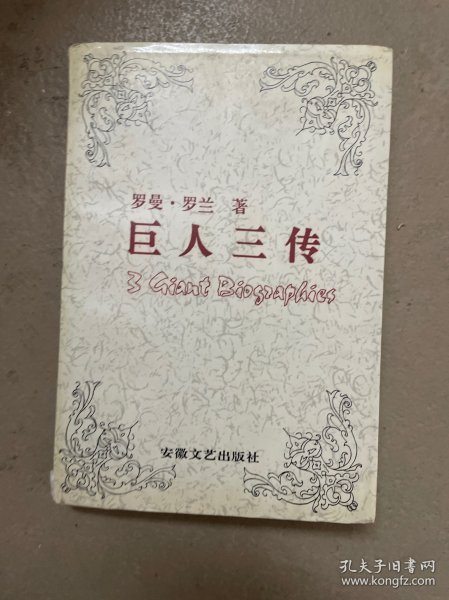 罗曼·罗兰 著
巨人三传
3 Giant Biographies
安徽文艺出版社
孔夫子旧书网
www.kongfz.com